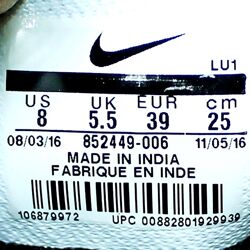 LU1
US UK EUR cm
8 5.5 39 25
08/03/16 852449-006 11/05/16
MADE IN INDIA
FABRIQUE EN INDE
106879972 UPC 00882801929939